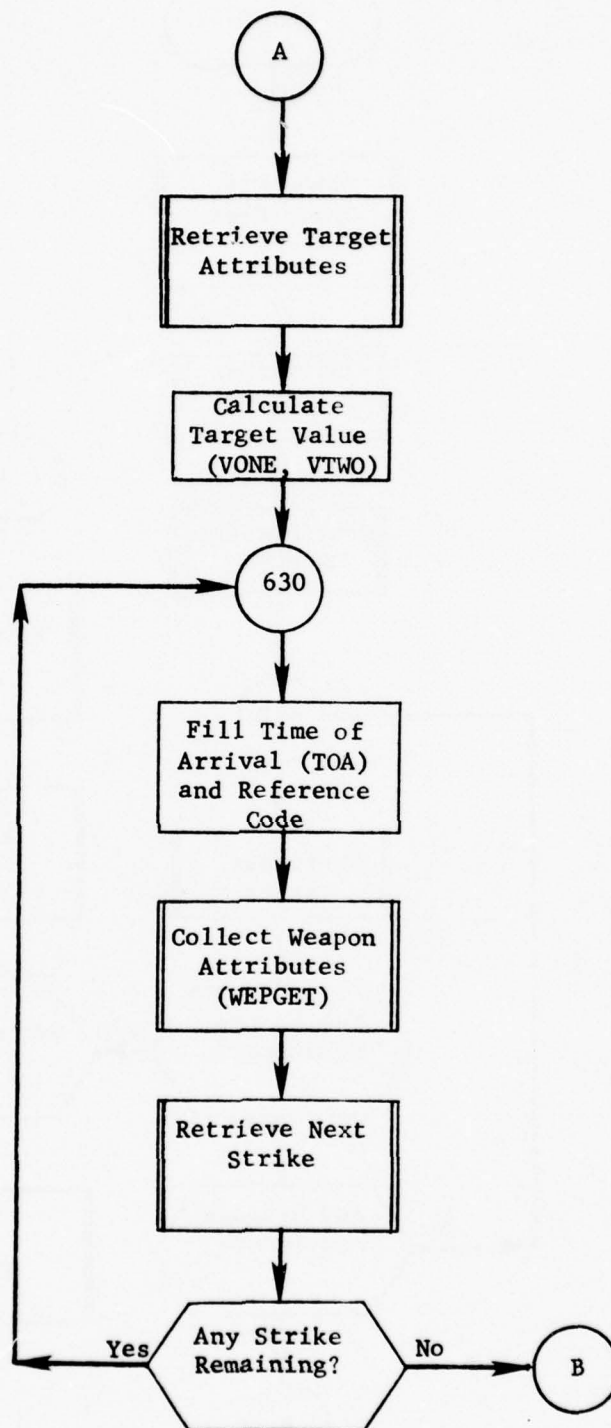 A
Retrieve Target
Attributes
Calculate
Target Value
(VONE, VTWO)
630
Fill Time of
Arrival (TOA)
and Reference
Code
Collect Weapon
Attributes
(WEPGET)
Retrieve Next
Strike
Any Strike
Remaining?
Yes
No
B